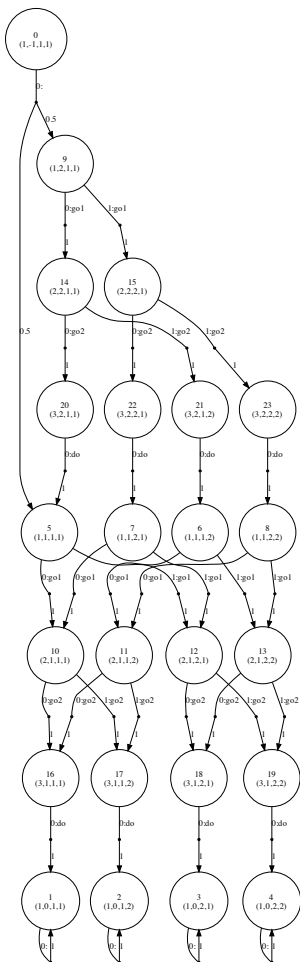 0
(1,-1,1,1)
0:
0.5
9
(1,2,1,1)
0:go1
1:go1
1
1
14
(2,2,1,1)
15
(2,2,2,1)
0.5
0:go2
1:go2
0:go2
1:go2
1
1
1
1
20
(3,2,1,1)
22
(3,2,2,1)
21
(3,2,1,2)
23
(3,2,2,2)
0:do
0:do
0:do
0:do
1
1
1
1
5
(1,1,1,1)
7
(1,1,2,1)
6
(1,1,1,2)
8
(1,1,2,2)
0:go1
0:go1
0:go1
1:go1
0:go1
1:go1
1:go1
1:go1
1
1
1
1
1
1
1
1
10
(2,1,1,1)
11
(2,1,1,2)
12
(2,1,2,1)
13
(2,1,2,2)
0:go2
1:go2
0:go2
1:go2
0:go2
1:go2
0:go2
1:go2
1
1
1
1
1
1
1
1
16
(3,1,1,1)
17
(3,1,1,2)
18
(3,1,2,1)
19
(3,1,2,2)
0:do
0:do
0:do
0:do
1
1
1
1
1
(1,0,1,1)
2
(1,0,1,2)
3
(1,0,2,1)
4
(1,0,2,2)
0:
1
0:
1
0:
1
0:
1